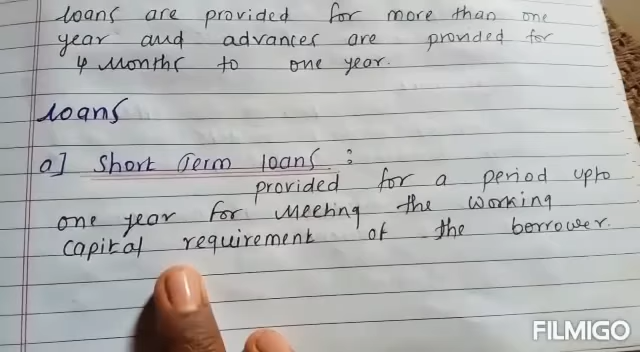 loans are provided for more than one
year and advances are provided for
4 Months to one year.
loans
a] Short Term loans :
provided for a period upto
one year for Meeting the working
capital requirement of the borrower.
FILMIGO